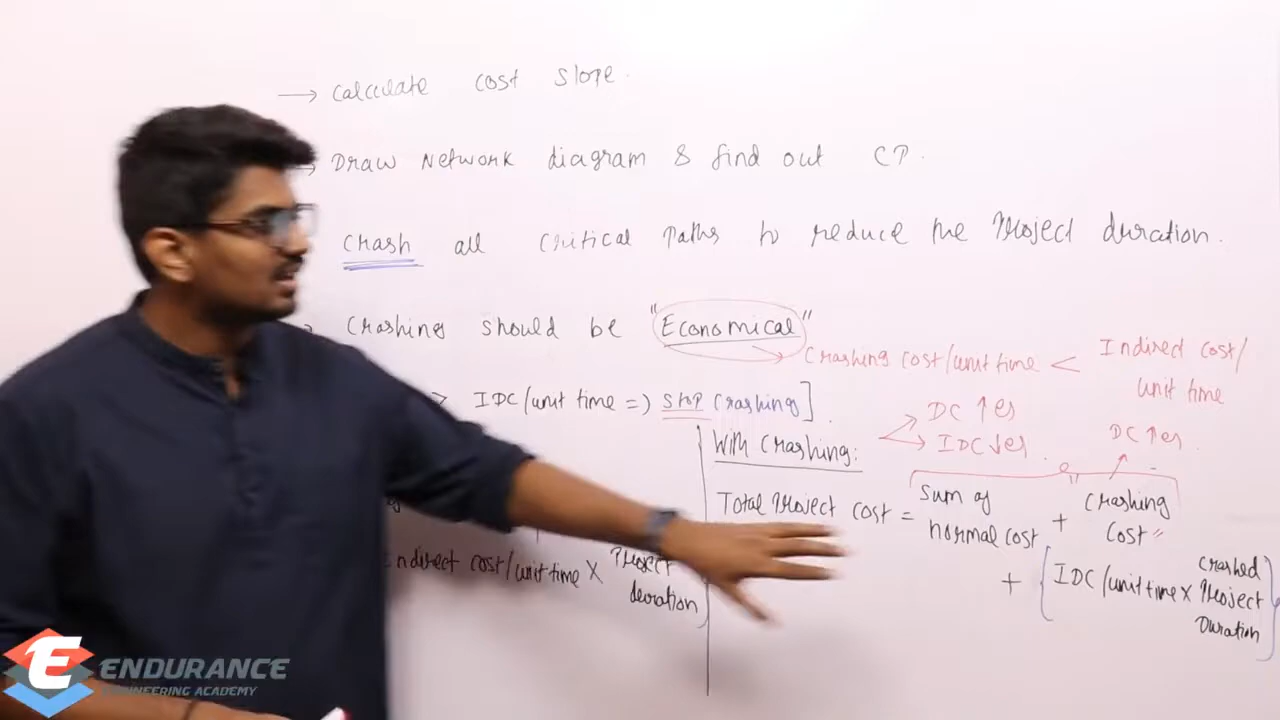 → Calculate cost slope.
→ Draw Network diagram & find out CP.
Crash all critical paths to reduce the Project duration.
Crashing should be "Economical"
→ Crashing cost/unit time < Indirect cost/
unit time
> IDC/unit time => Stop Crashing]
With Crashing:
→ DC ↑es
→ IDC ↓es
DC ↑es
Total Project cost = Sum of normal cost + Crashing Cost
+ {IDC/unit time × Crashed Project Duration}
Indirect cost/unit time × Project duration
ENDURANCE
ENGINEERING ACADEMY